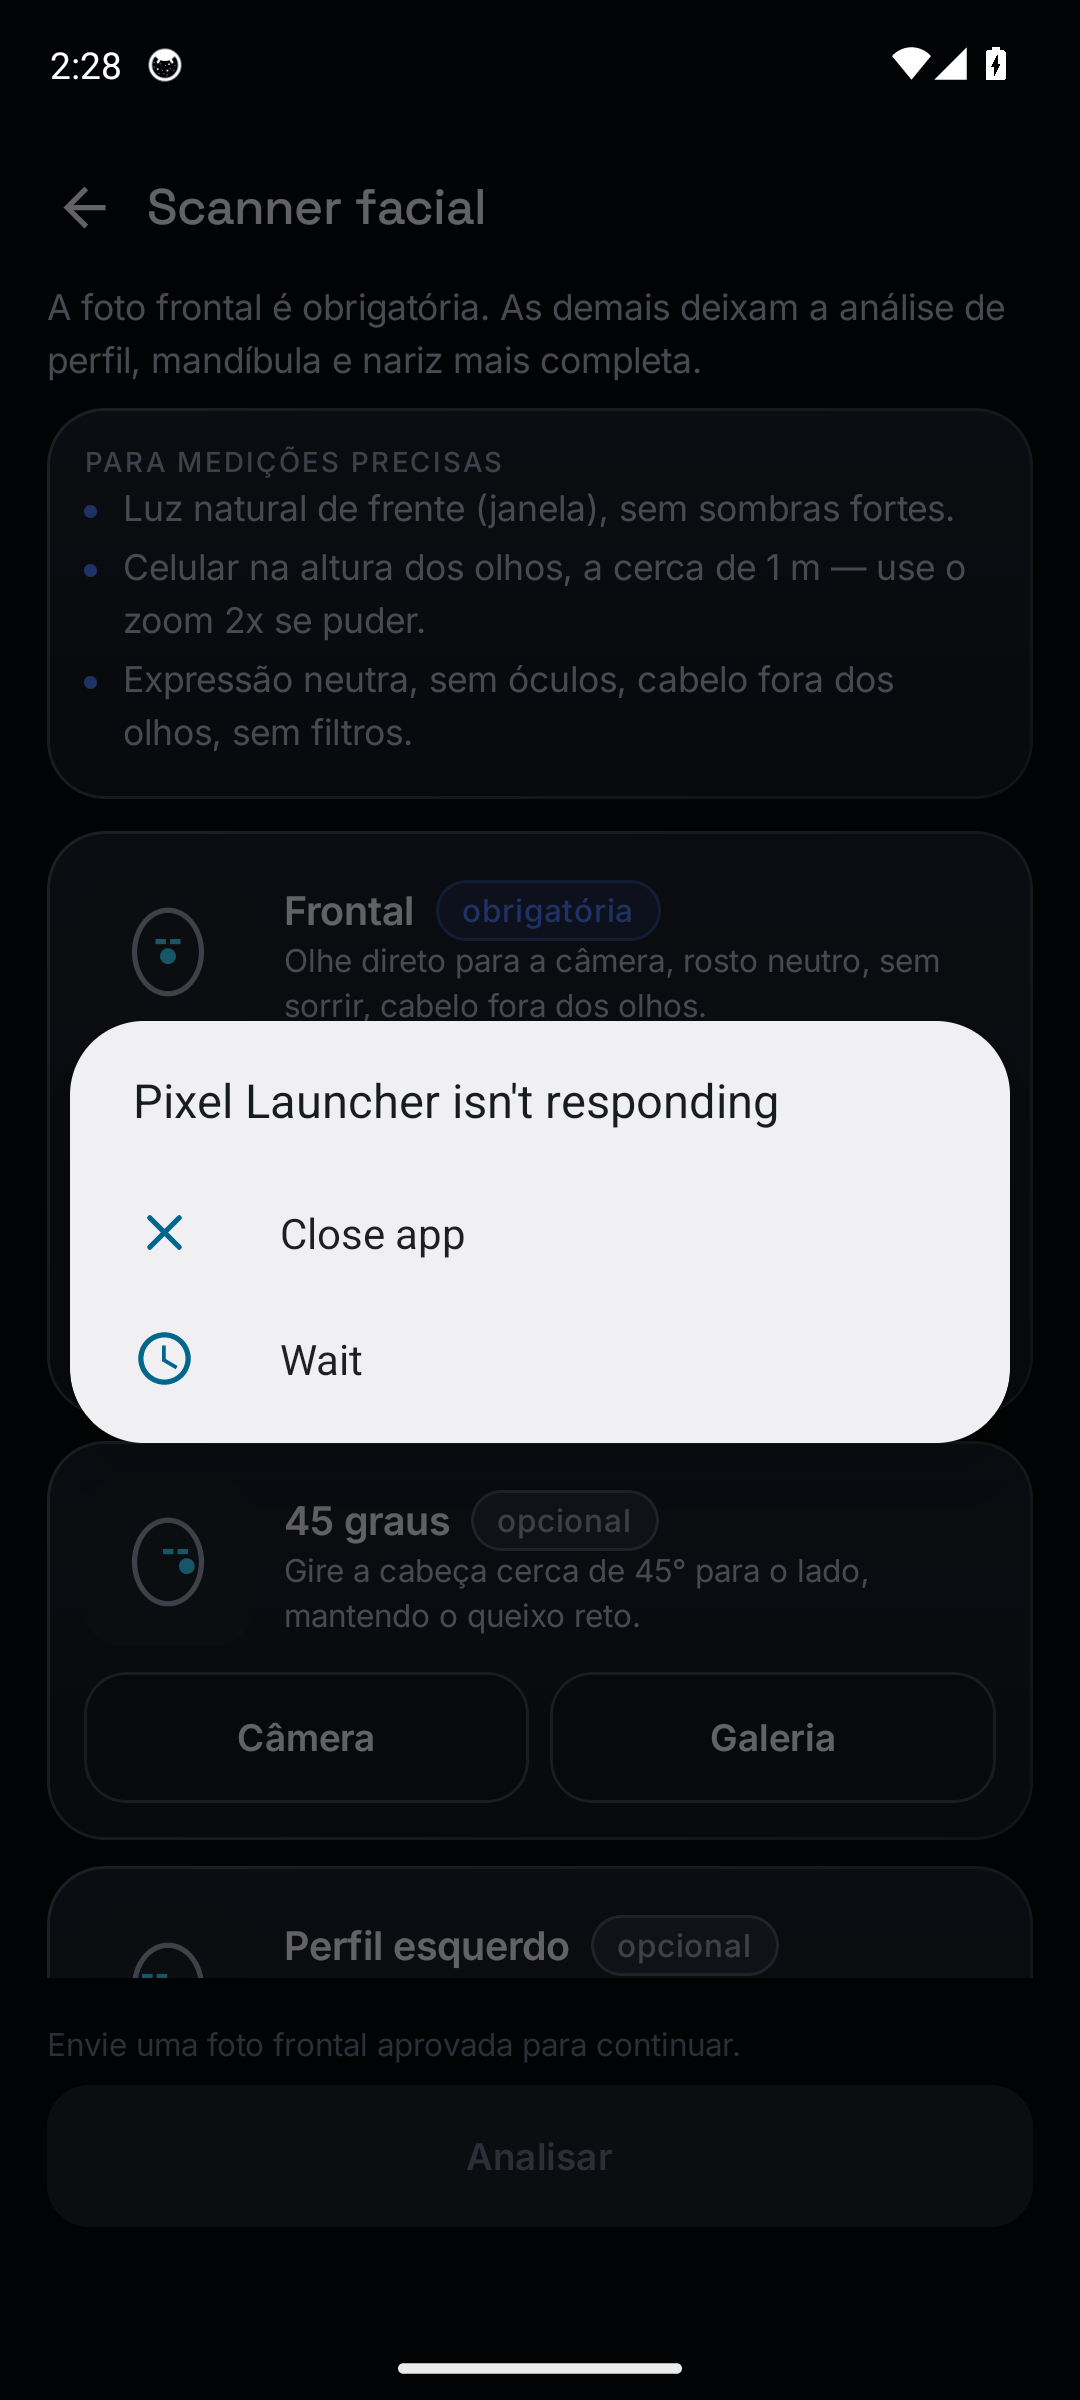 2:28
Scanner facial
A foto frontal é obrigatória. As demais deixam a análise de
perfil, mandíbula e nariz mais completa.
PARA MEDIÇÕES PRECISAS
Luz natural de frente (janela), sem sombras fortes.
Celular na altura dos olhos, a cerca de 1 m — use o
zoom 2x se puder.
Expressão neutra, sem óculos, cabelo fora dos
olhos, sem filtros.
Frontal obrigatória
Olhe direto para a câmera, rosto neutro, sem
sorrir, cabelo fora dos olhos.
Pixel Launcher isn't responding
Close app
Wait
45 graus opcional
Gire a cabeça cerca de 45° para o lado,
mantendo o queixo reto.
Câmera Galeria
Perfil esquerdo opcional
Envie uma foto frontal aprovada para continuar.
Analisar